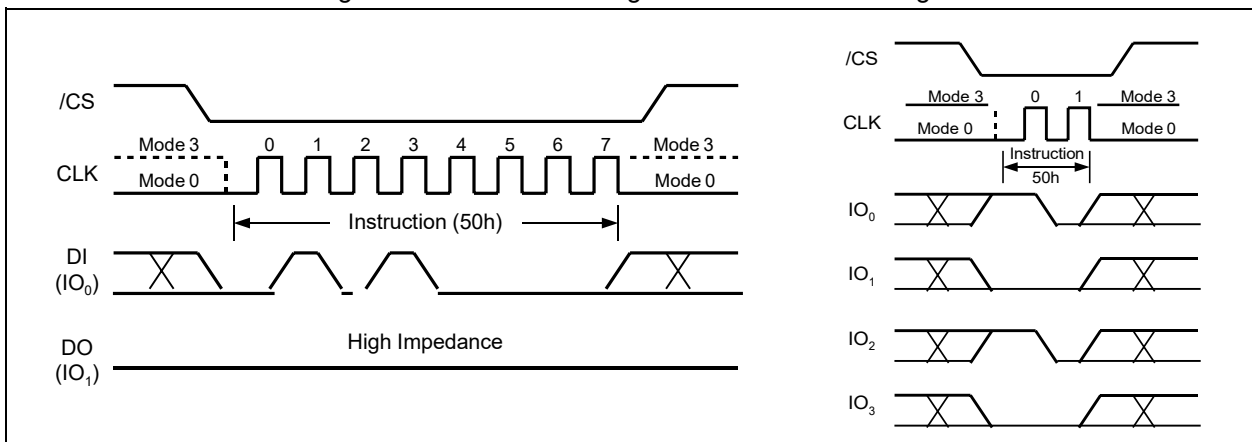 /CS
Mode 3 0 1 2 3 4 5 6 7 Mode 3
CLK
Mode 0 Mode 0
Instruction (50h)
DI
(IO₀)
High Impedance
DO
(IO₁)
/CS
Mode 3 0 1 Mode 3
CLK
Mode 0 Mode 0
Instruction
50h
IO₀
IO₁
IO₂
IO₃